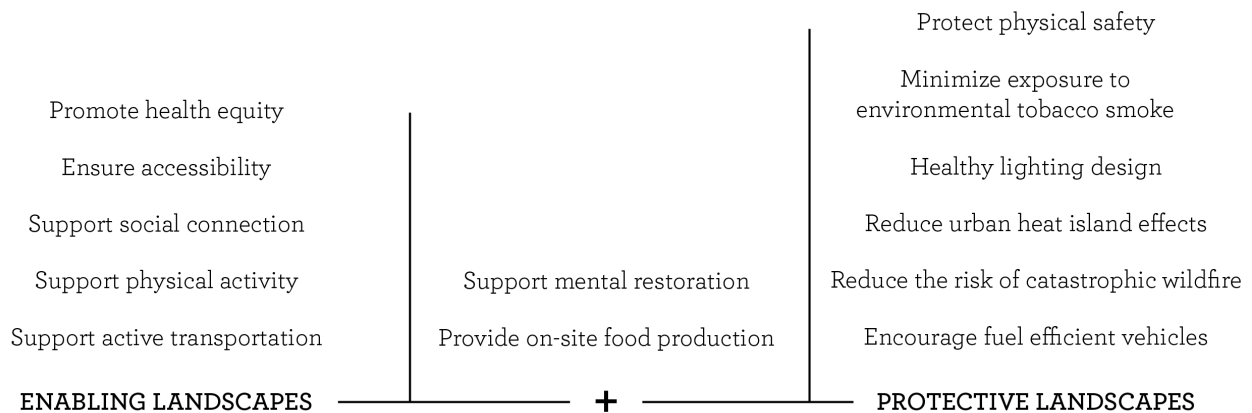 Promote health equity
Ensure accessibility
Support social connection
Support physical activity
Support active transportation
ENABLING LANDSCAPES
Support mental restoration
Provide on-site food production
+
Protect physical safety
Minimize exposure to
environmental tobacco smoke
Healthy lighting design
Reduce urban heat island effects
Reduce the risk of catastrophic wildfire
Encourage fuel efficient vehicles
PROTECTIVE LANDSCAPES